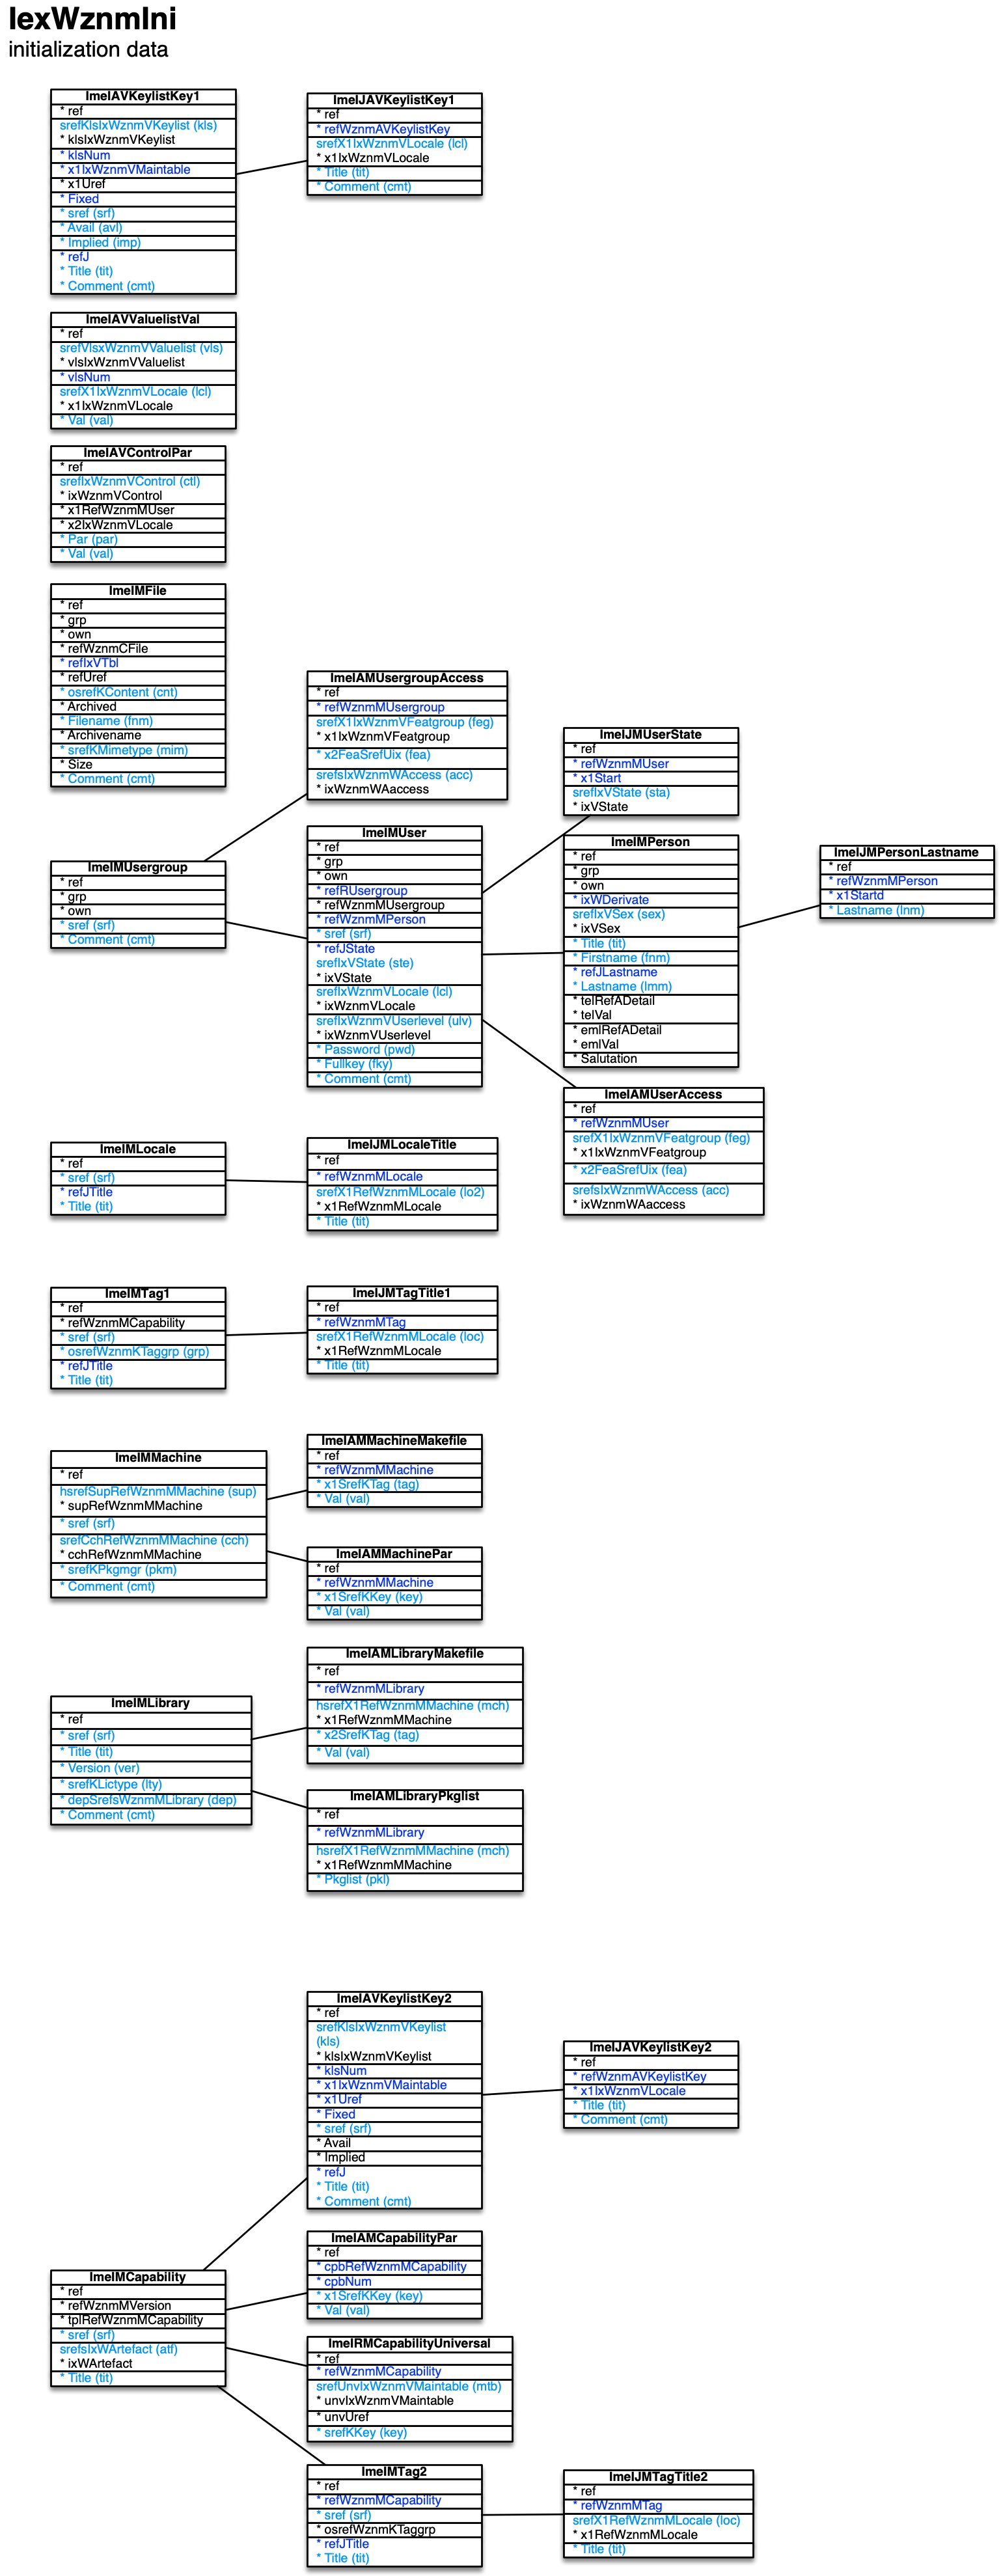 IexWznmIni
initialization data
ImeIAVKeylistKey1
* ref
srefKlsIxWznmVKeylist (kls)
* klsIxWznmVKeylist
* klsNum
* x1IxWznmVMaintable
* x1Uref
* Fixed
* sref (srf)
* Avail (avl)
* Implied (imp)
* refJ
* Title (tit)
* Comment (cmt)
ImeIJAVKeylistKey1
* ref
* refWznmAVKeylistKey
srefX1IxWznmVLocale (lcl)
* x1IxWznmVLocale
* Title (tit)
* Comment (cmt)
ImeIAVValuelistVal
* ref
srefVlsIxWznmVValuelist (vls)
* vlsIxWznmVValuelist
* vlsNum
srefX1IxWznmVLocale (lcl)
* x1IxWznmVLocale
* Val (val)
ImeIAVControlPar
* ref
srefIxWznmVControl (ctl)
* ixWznmVControl
* x1RefWznmMUser
* x2IxWznmVLocale
* Par (par)
* Val (val)
ImeIMFile
* ref
* grp
* own
* refWznmCFile
* refIxVTbl
* refUref
* osrefKContent (cnt)
* Archived
* Filename (fnm)
* Archivename
* srefKMimetype (mim)
* Size
* Comment (cmt)
ImeIMUsergroup
* ref
* grp
* own
* sref (srf)
* Comment (cmt)
ImeIAMUsergroupAccess
* ref
* refWznmMUsergroup
srefX1IxWznmVFeatgroup (feg)
* x1IxWznmVFeatgroup
* x2FeaSrefUix (fea)
srefsIxWznmWAccess (acc)
* ixWznmWAaccess
ImeIMUser
* ref
* grp
* own
* refRUsergroup
* refWznmMUsergroup
* refWznmMPerson
* sref (srf)
* refJState
srefIxVState (ste)
* ixVState
srefIxWznmVLocale (lcl)
* ixWznmVLocale
srefIxWznmVUserlevel (ulv)
* ixWznmVUserlevel
* Password (pwd)
* Fullkey (fky)
* Comment (cmt)
ImeIJMUserState
* ref
* refWznmMUser
* x1Start
srefIxVState (sta)
* ixVState
ImeIMPerson
* ref
* grp
* own
* ixWDerivate
srefIxVSex (sex)
* ixVSex
* Title (tit)
* Firstname (fnm)
* refJLastname
* Lastname (lmm)
* telRefADetail
* telVal
* emlRefADetail
* emlVal
* Salutation
ImeIJMPersonLastname
* ref
* refWznmMPerson
* x1Startd
* Lastname (lnm)
ImeIAMUserAccess
* ref
* refWznmMUser
srefX1IxWznmVFeatgroup (feg)
* x1IxWznmVFeatgroup
* x2FeaSrefUix (fea)
srefsIxWznmWAccess (acc)
* ixWznmWAaccess
ImeIMLocale
* ref
* sref (srf)
* refJTitle
* Title (tit)
ImeIJMLocaleTitle
* ref
* refWznmMLocale
srefX1RefWznmMLocale (lo2)
* x1RefWznmMLocale
* Title (tit)
ImeIMTag1
* ref
* refWznmMCapability
* sref (srf)
* osrefWznmKTaggrp (grp)
* refJTitle
* Title (tit)
ImeIJMTagTitle1
* ref
* refWznmMTag
srefX1RefWznmMLocale (loc)
* x1RefWznmMLocale
* Title (tit)
ImeIMMachine
* ref
hsrefSupRefWznmMMachine (sup)
* supRefWznmMMachine
* sref (srf)
srefCchRefWznmMMachine (cch)
* cchRefWznmMMachine
* srefKPkgmgr (pkm)
* Comment (cmt)
ImeIAMMachineMakefile
* ref
* refWznmMMachine
* x1SrefKTag (tag)
* Val (val)
ImeIAMMachinePar
* ref
* refWznmMMachine
* x1SrefKKey (key)
* Val (val)
ImeIMLibrary
* ref
* sref (srf)
* Title (tit)
* Version (ver)
* srefKLictype (lty)
* depSrefsWznmMLibrary (dep)
* Comment (cmt)
ImeIAMLibraryMakefile
* ref
* refWznmMLibrary
hsrefX1RefWznmMMachine (mch)
* x1RefWznmMMachine
* x2SrefKTag (tag)
* Val (val)
ImeIAMLibraryPkglist
* ref
* refWznmMLibrary
hsrefX1RefWznmMMachine (mch)
* x1RefWznmMMachine
* Pkglist (pkl)
ImeIAVKeylistKey2
* ref
srefKlsIxWznmVKeylist
(kls)
* klsIxWznmVKeylist
* klsNum
* x1IxWznmVMaintable
* x1Uref
* Fixed
* sref (srf)
* Avail
* Implied
* refJ
* Title (tit)
* Comment (cmt)
ImeIJAVKeylistKey2
* ref
* refWznmAVKeylistKey
* x1IxWznmVLocale
* Title (tit)
* Comment (cmt)
ImeIMCapability
* ref
* refWznmMVersion
* tplRefWznmMCapability
* sref (srf)
srefsIxWArtefact (atf)
* ixWArtefact
* Title (tit)
ImeIAMCapabilityPar
* ref
* cpbRefWznmMCapability
* cpbNum
* x1SrefKKey (key)
* Val (val)
ImeIRMCapabilityUniversal
* ref
* refWznmMCapability
srefUnvIxWznmVMaintable (mtb)
* unvIxWznmVMaintable
* unvUref
* srefKKey (key)
ImeIMTag2
* ref
* refWznmMCapability
* sref (srf)
* osrefWznmKTaggrp
* refJTitle
* Title (tit)
ImeIJMTagTitle2
* ref
* refWznmMTag
srefX1RefWznmMLocale (loc)
* x1RefWznmMLocale
* Title (tit)